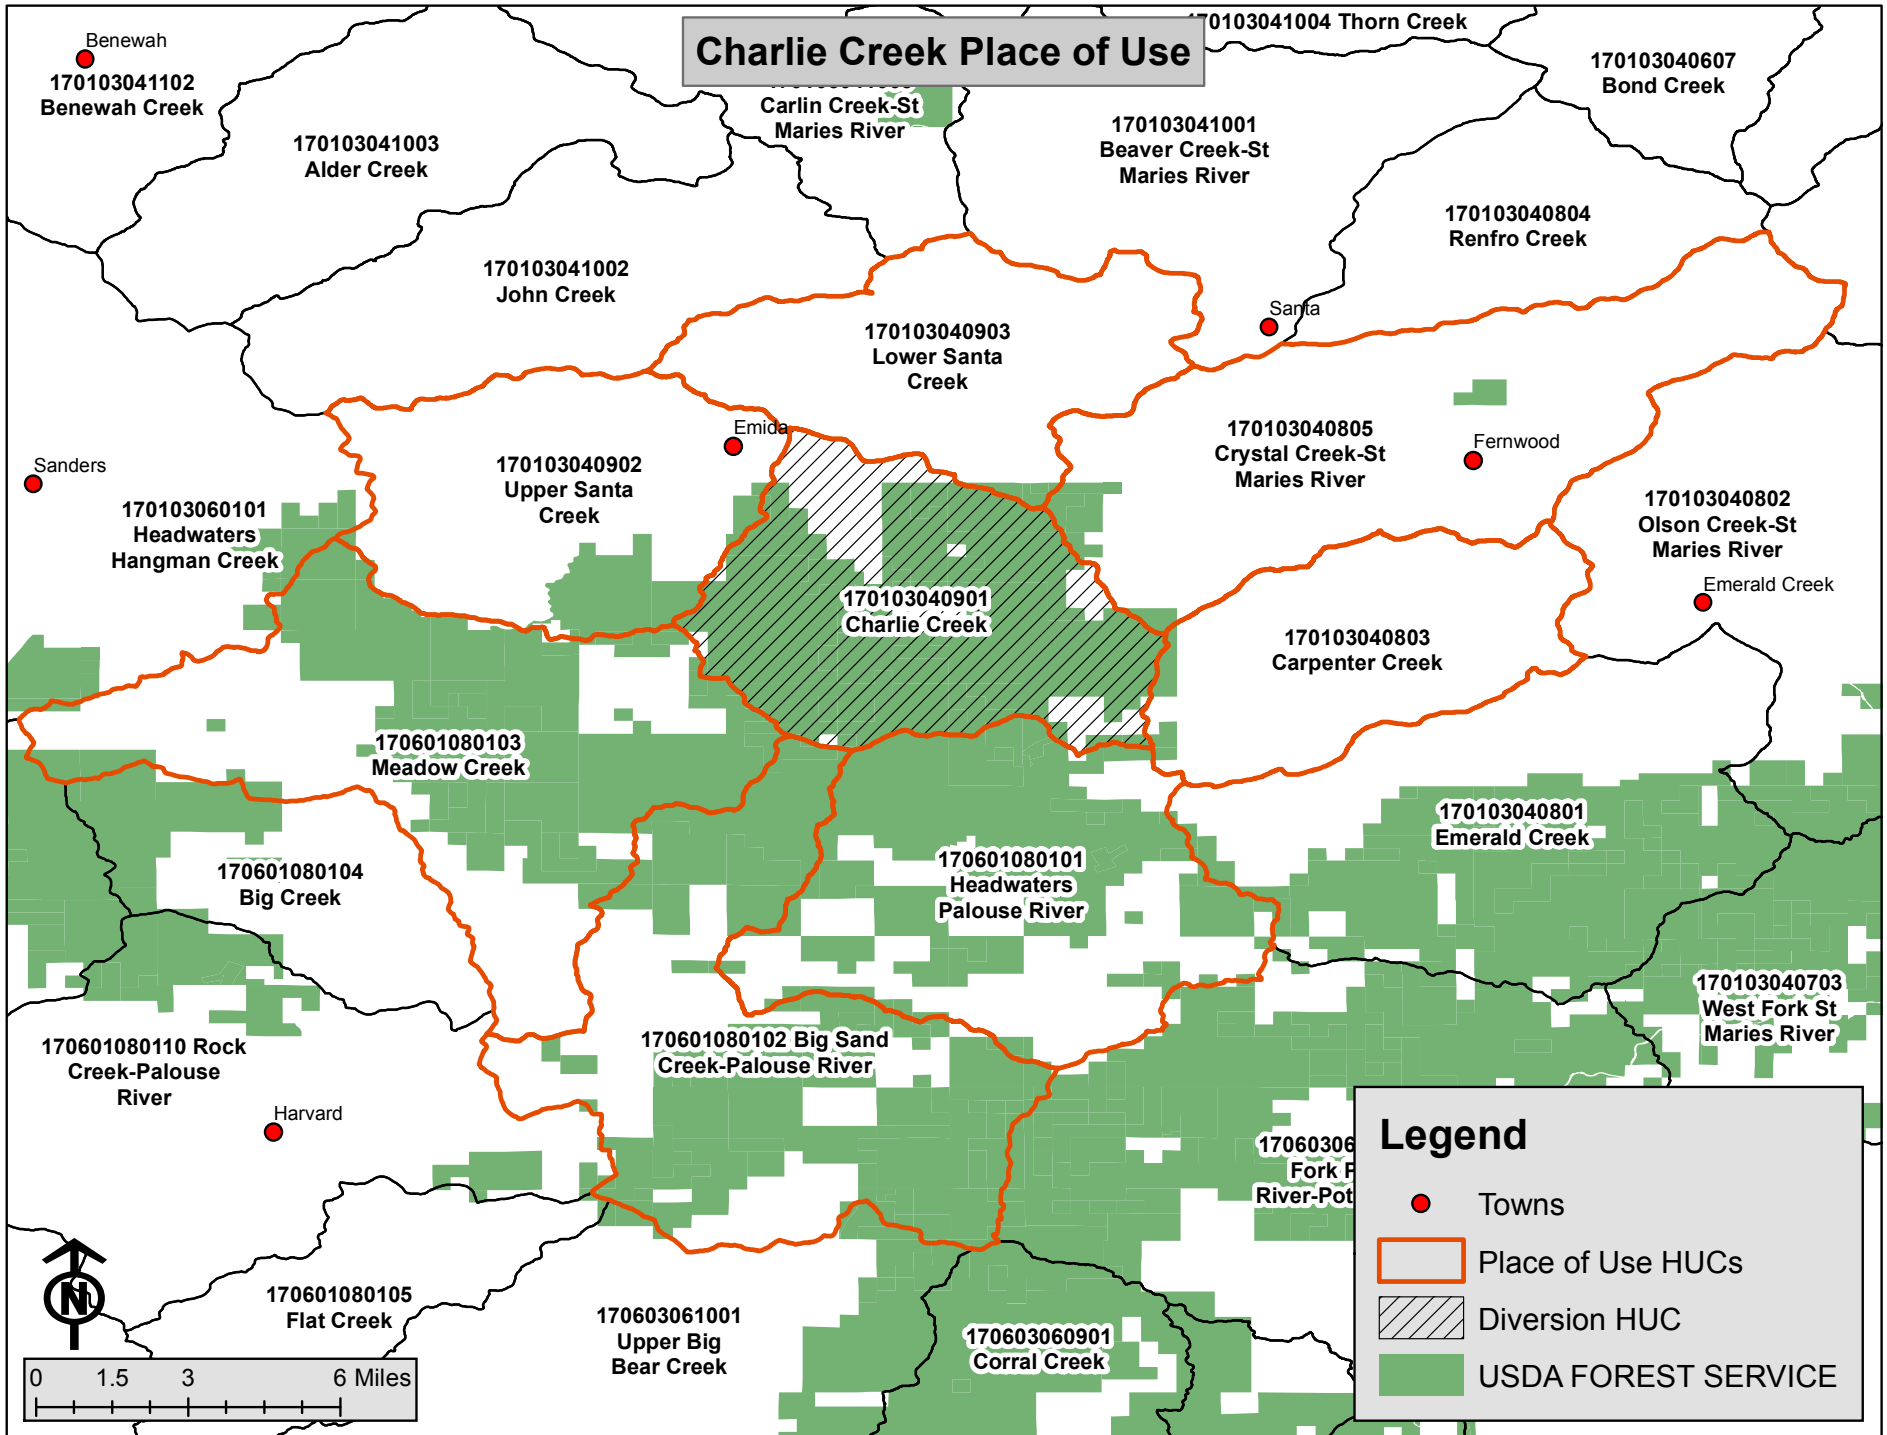 Charlie Creek Place of Use
170103041004 Thorn Creek
Benewah
170103041102
Benewah Creek
170103040607
Bond Creek
Carlin Creek-St
Maries River
170103041003
Alder Creek
170103041001
Beaver Creek-St
Maries River
170103040804
Renfro Creek
170103041002
John Creek
Santa
170103040903
Lower Santa
Creek
Emida
170103040805
Crystal Creek-St
Maries River
Fernwood
Sanders
170103040902
Upper Santa
Creek
170103060101
Headwaters
Hangman Creek
170103040802
Olson Creek-St
Maries River
Emerald Creek
170103040901
Charlie Creek
170103040803
Carpenter Creek
170601080103
Meadow Creek
170103040801
Emerald Creek
170601080104
Big Creek
170601080101
Headwaters
Palouse River
170103040703
West Fork St
Maries River
170601080110 Rock
Creek-Palouse
River
170601080102 Big Sand
Creek-Palouse River
Harvard
Fork
170601080105
Flat Creek
170603061001
Upper Big
Bear Creek
170603060901
Corral Creek
N
0 1.5 3 6 Miles
Legend
Towns
Place of Use HUCs
Diversion HUC
USDA FOREST SERVICE